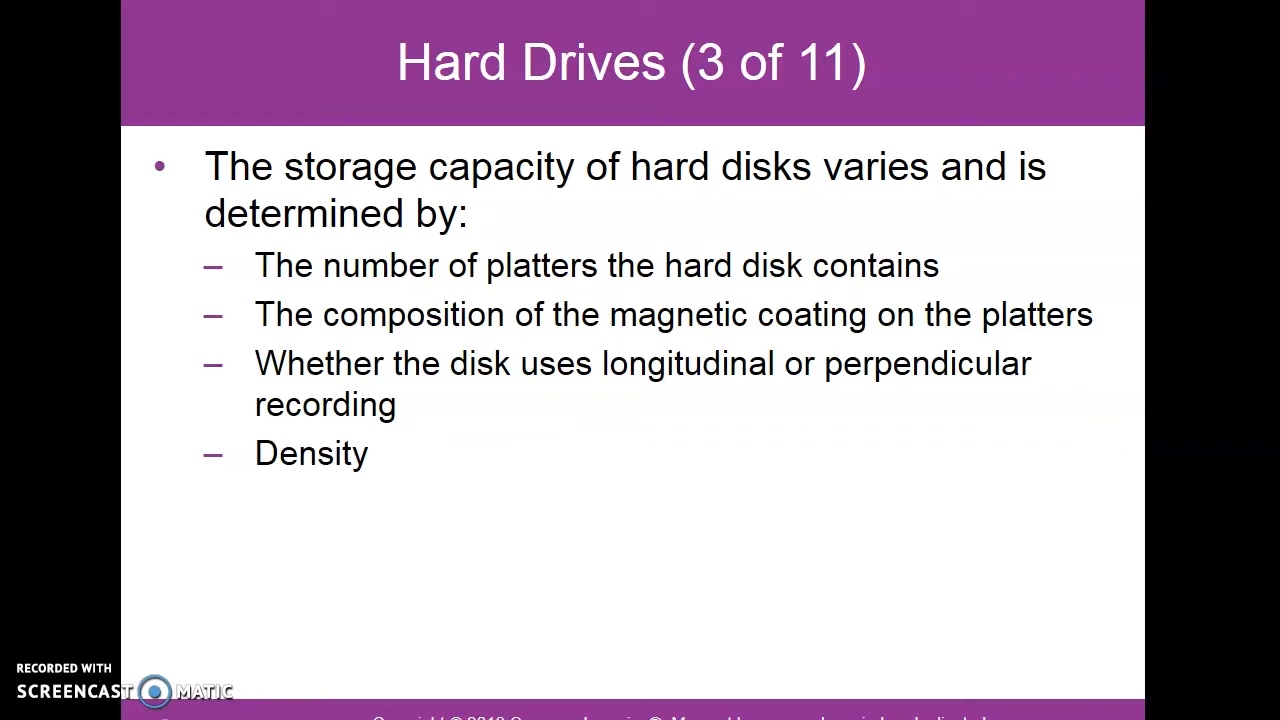 Hard Drives (3 of 11)
• The storage capacity of hard disks varies and is
determined by:
– The number of platters the hard disk contains
– The composition of the magnetic coating on the platters
– Whether the disk uses longitudinal or perpendicular
recording
– Density
RECORDED WITH
SCREENCAST MATIC